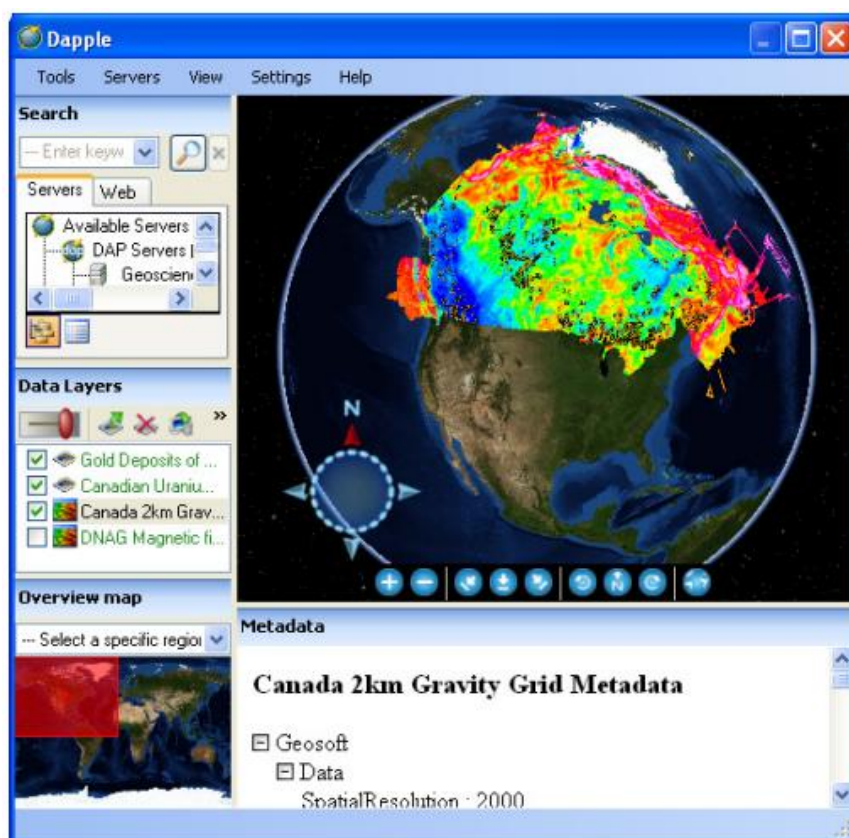 Dapple
Tools Servers View Settings Help
Search
--- Enter keyw
Servers Web
Available Servers
DAP Servers
Geoscien
Data Layers
»
Gold Deposits of ...
Canadian Uraniu...
Canada 2km Grav...
DNAG Magnetic fi...
Overview map
--- Select a specific region
N
N
Metadata
Canada 2km Gravity Grid Metadata
Geosoft
Data
SpatialResolution : 2000